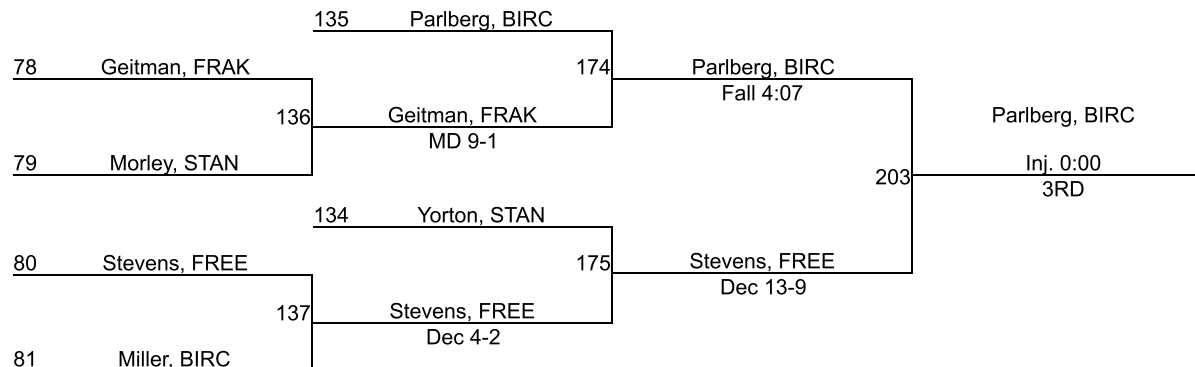 135 Parlberg, BIRC
78 Geitman, FRAK
174 Parlberg, BIRC
Fall 4:07
136 Geitman, FRAK
MD 9-1
Parlberg, BIRC
79 Morley, STAN
Inj. 0:00
203
3RD
134 Yorton, STAN
80 Stevens, FREE
175 Stevens, FREE
Dec 13-9
137 Stevens, FREE
Dec 4-2
81 Miller, BIRC